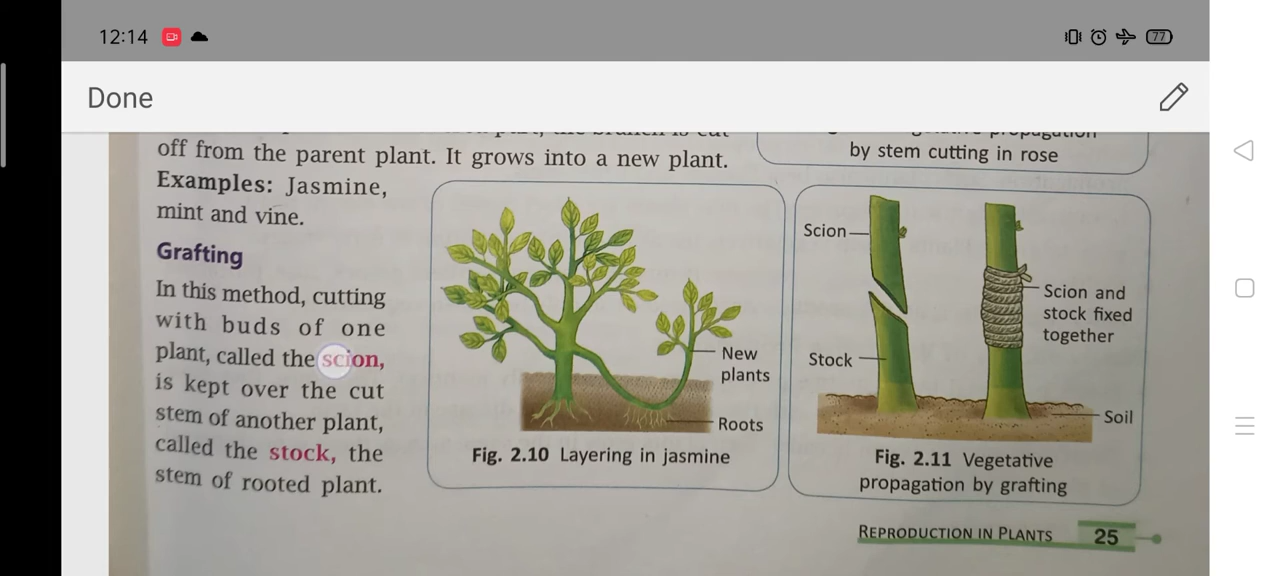 12:14
77
Done
off from the parent plant. It grows into a new plant.
Examples: Jasmine,
mint and vine.
Grafting
In this method, cutting
with buds of one
plant, called the scion,
is kept over the cut
stem of another plant,
called the stock, the
stem of rooted plant.
New
plants
Roots
Fig. 2.10 Layering in jasmine
propagation
by stem cutting in rose
Scion
Stock
Scion and
stock fixed
together
Soil
Fig. 2.11 Vegetative
propagation by grafting
REPRODUCTION IN PLANTS 25